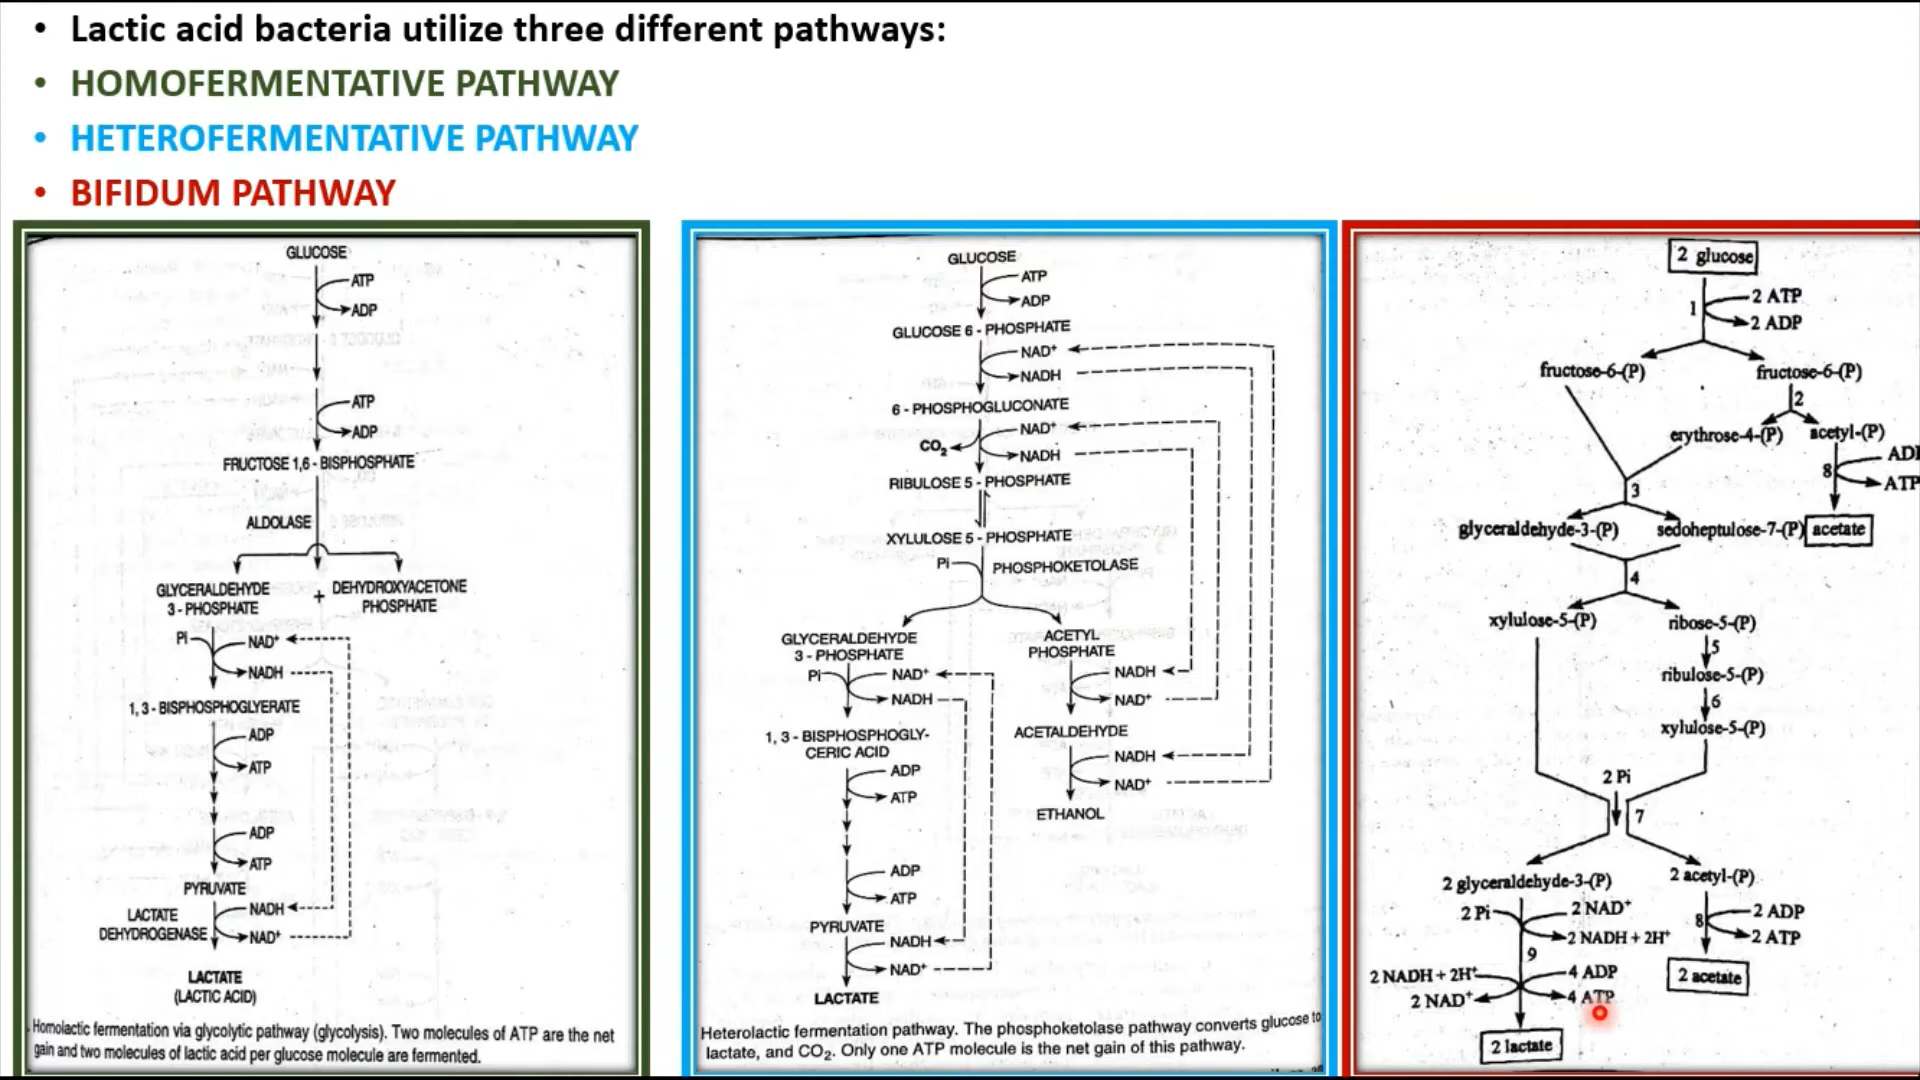 • Lactic acid bacteria utilize three different pathways:
• HOMOFERMENTATIVE PATHWAY
• HETEROFERMENTATIVE PATHWAY
• BIFIDUM PATHWAY
GLUCOSE
ATP
ADP
ATP
ADP
FRUCTOSE 1,6 - BISPHOSPHATE
ALDOLASE
GLYCERALDEHYDE
3 - PHOSPHATE
+
DEHYDROXYACETONE
PHOSPHATE
Pi
NAD⁺
NADH
1, 3 - BISPHOSPHOGLYERATE
ADP
ATP
ADP
ATP
PYRUVATE
LACTATE
DEHYDROGENASE
NADH
NAD⁺
LACTATE
(LACTIC ACID)
Homolactic fermentation via glycolytic pathway (glycolysis). Two molecules of ATP are the net
gain and two molecules of lactic acid per glucose molecule are fermented.
GLUCOSE
ATP
ADP
GLUCOSE 6 - PHOSPHATE
NAD⁺
NADH
6 - PHOSPHOGLUCONATE
CO₂
NAD⁺
NADH
RIBULOSE 5 - PHOSPHATE
XYLULOSE 5 - PHOSPHATE
Pi
PHOSPHOKETOLASE
GLYCERALDEHYDE
3 - PHOSPHATE
ACETYL
PHOSPHATE
Pi
NAD⁺
NADH
NADH
NAD⁺
1, 3 - BISPHOSPHOGLY-
CERIC ACID
ACETALDEHYDE
NADH
NAD⁺
ADP
ATP
ETHANOL
ADP
ATP
PYRUVATE
NADH
NAD⁺
LACTATE
Heterolactic fermentation pathway. The phosphoketolase pathway converts glucose to
lactate, and CO₂. Only one ATP molecule is the net gain of this pathway.
2 glucose
1
2 ATP
2 ADP
fructose-6-(P)
fructose-6-(P)
2
erythrose-4-(P)
acetyl-(P)
8
ATP
3
glyceraldehyde-3-(P)
sedoheptulose-7-(P)
acetate
4
xylulose-5-(P)
ribose-5-(P)
5
ribulose-5-(P)
6
xylulose-5-(P)
2 Pi
7
2 glyceraldehyde-3-(P)
2 acetyl-(P)
2 Pi
2 NAD⁺
2 NADH + 2H⁺
8
2 ADP
2 ATP
9
2 NADH + 2H⁺
2 NAD⁺
4 ADP
4 ATP
2 acetate
2 lactate